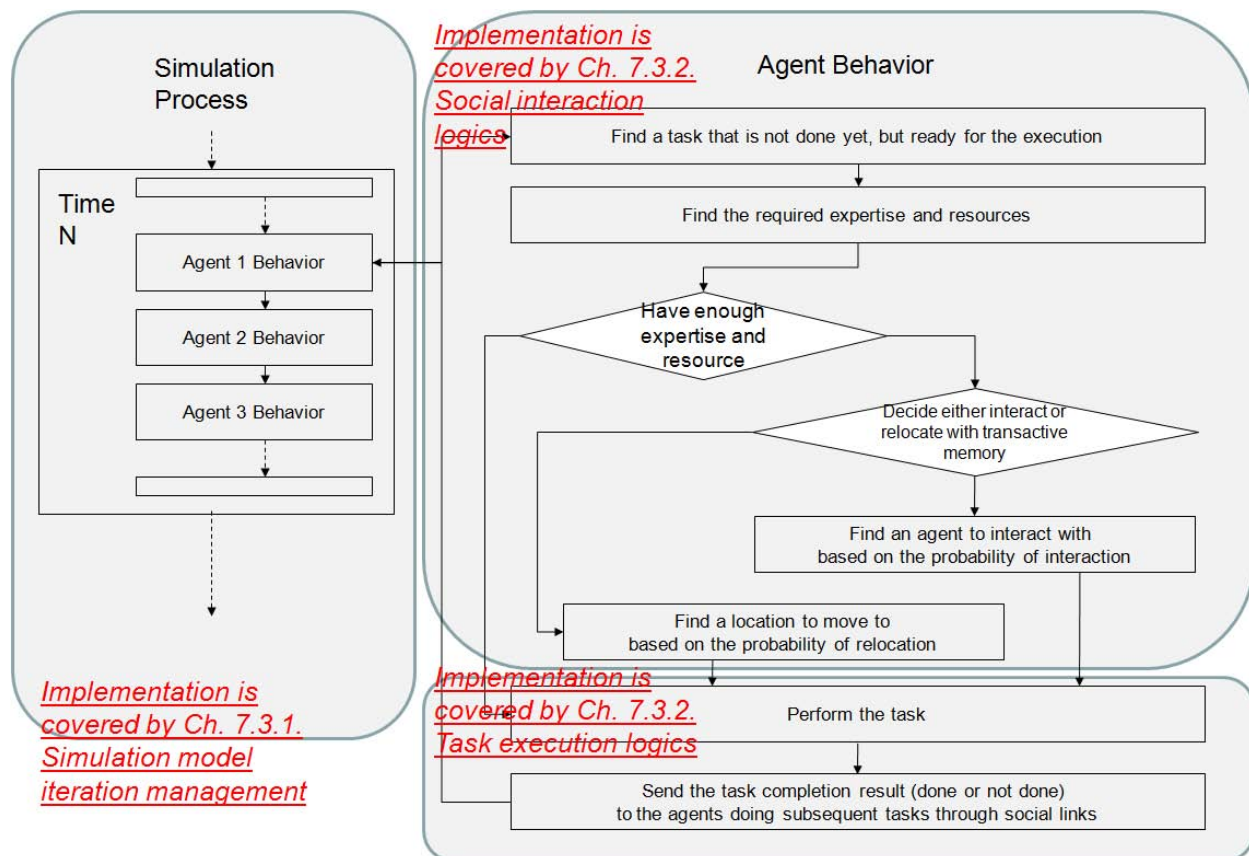 Simulation
Process
Time
N
Agent 1 Behavior
Agent 2 Behavior
Agent 3 Behavior
Implementation is
covered by Ch. 7.3.1.
Simulation model
iteration management
Implementation is
covered by Ch. 7.3.2.
Social interaction
logics
Agent Behavior
Find a task that is not done yet, but ready for the execution
Find the required expertise and resources
Have enough
expertise and
resource
Decide either interact or
relocate with transactive
memory
Find an agent to interact with
based on the probability of interaction
Find a location to move to
based on the probability of relocation
Implementation is
covered by Ch. 7.3.2.
Task execution logics
Perform the task
Send the task completion result (done or not done)
to the agents doing subsequent tasks through social links